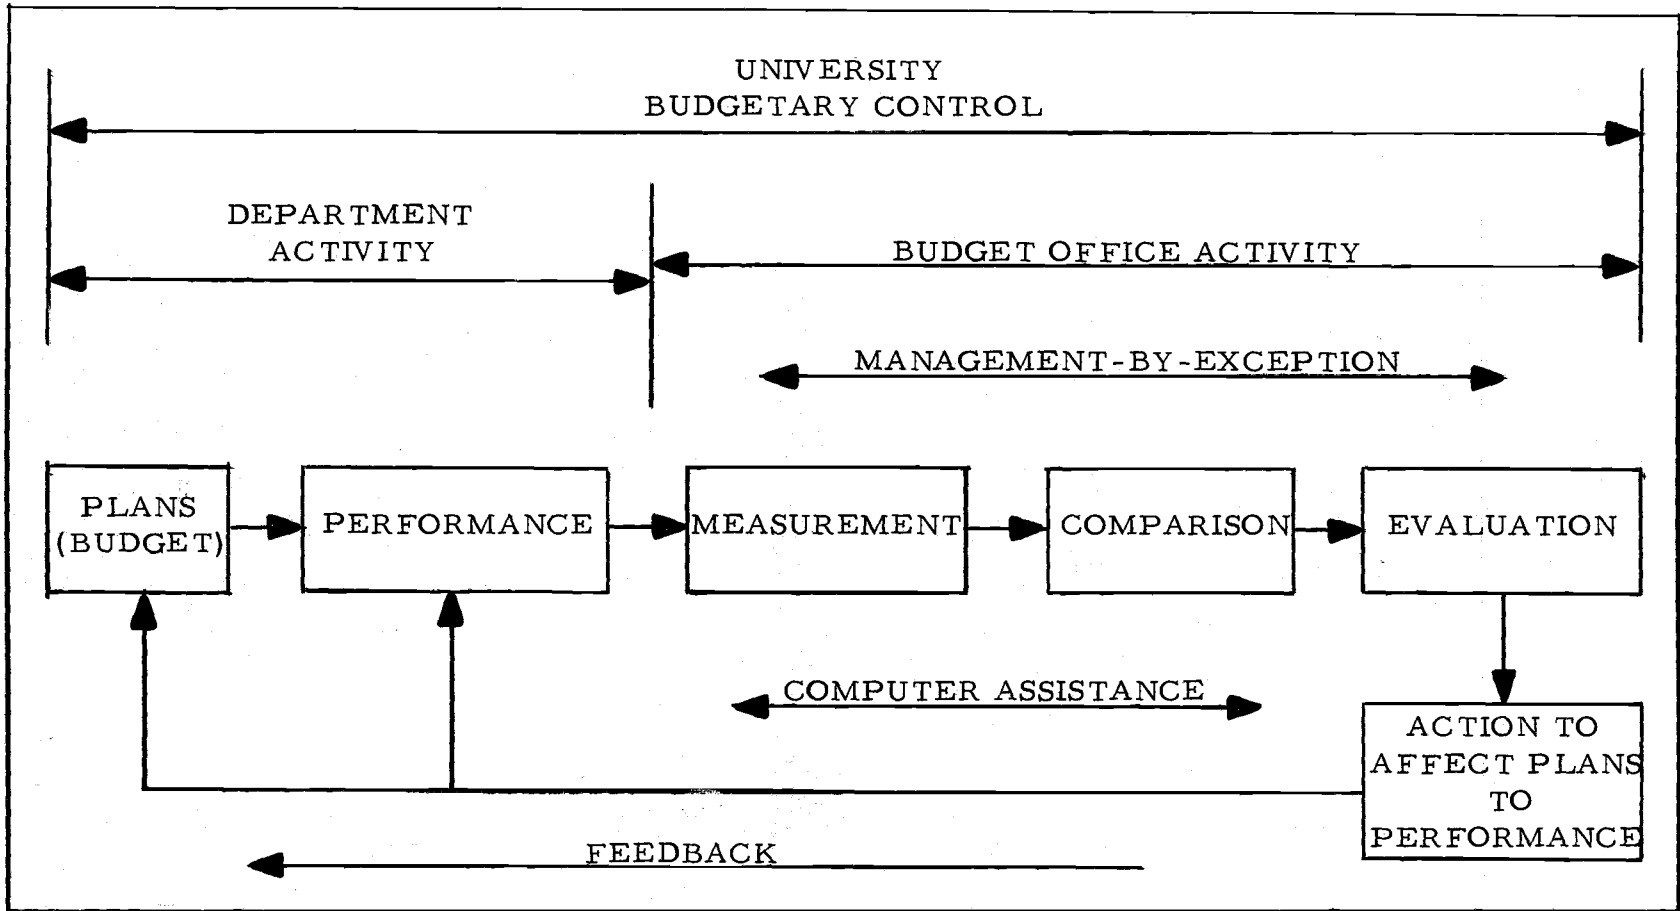 UNIVERSITY
BUDGETARY CONTROL
DEPARTMENT
ACTIVITY
BUDGET OFFICE ACTIVITY
MANAGEMENT-BY-EXCEPTION
PLANS
(BUDGET)
PERFORMANCE
MEASUREMENT
COMPARISON
EVALUATION
COMPUTER ASSISTANCE
ACTION TO
AFFECT PLANS
TO
PERFORMANCE
FEEDBACK